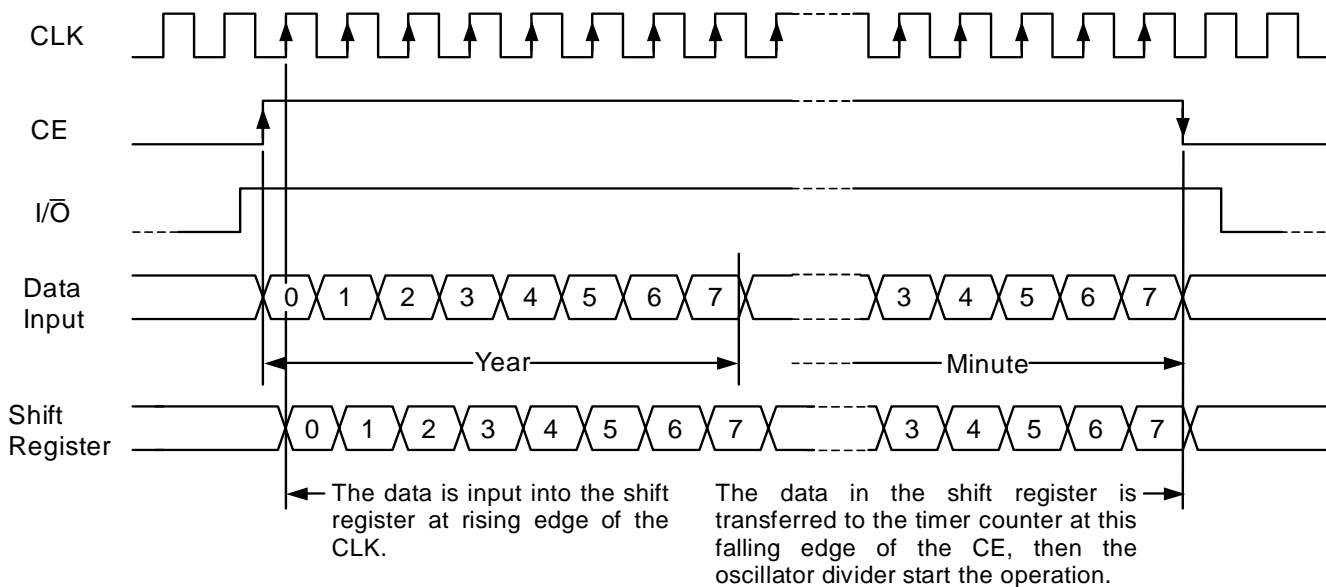 CLK
CE
I/O̅
Data
Input
0 1 2 3 4 5 6 7 3 4 5 6 7
Year Minute
Shift
Register
0 1 2 3 4 5 6 7 3 4 5 6 7
The data is input into the shift
register at rising edge of the
CLK.
The data in the shift register is
transferred to the timer counter at this
falling edge of the CE, then the
oscillator divider start the operation.